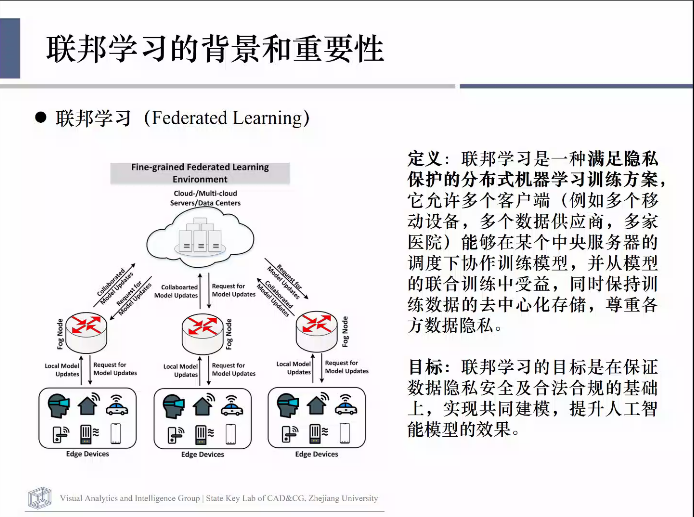 联邦学习的背景和重要性
● 联邦学习（Federated Learning）
Fine-grained Federated Learning
Environment
Cloud-/Multi-cloud
Servers/Data Centers
Collaborated
Model Updates
Request for
Model Updates
Collaboarted
Model Updates
Request for
Model Updates
Request for
Model Updates
Collaborated
Model Updates
Fog Node
Fog Node
Fog Node
Local Model
Updates
Request for
Model Updates
Local Model
Updates
Request for
Model Updates
Local Model
Updates
Request for
Model Updates
Edge Devices
Edge Devices
Edge Devices
定义：联邦学习是一种满足隐私
保护的分布式机器学习训练方案，
它允许多个客户端（例如多个移
动设备，多个数据供应商，多家
医院）能够在某个中央服务器的
调度下协作训练模型，并从模型
的联合训练中受益，同时保持训
练数据的去中心化存储，尊重各
方数据隐私。
目标：联邦学习的目标是在保证
数据隐私安全及合法合规的基础
上，实现共同建模，提升人工智
能模型的效果。
Visual Analytics and Intelligence Group | State Key Lab of CAD&CG, Zhejiang University